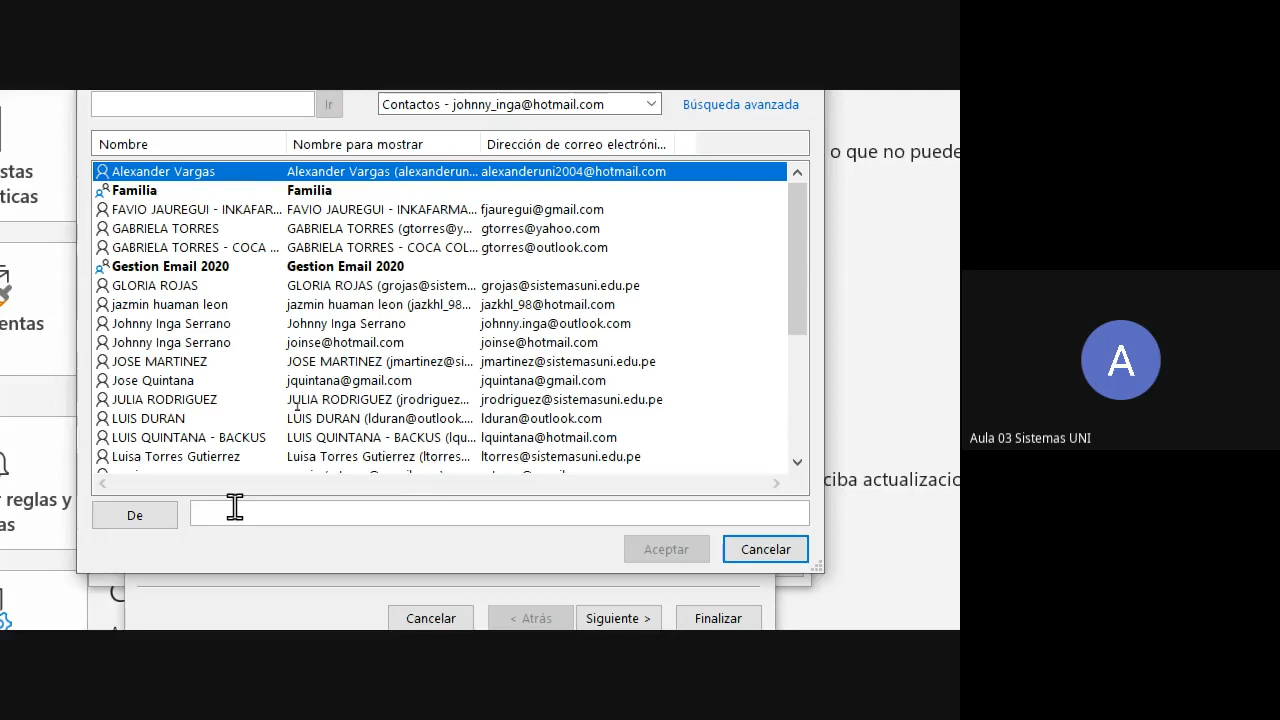 Ir
Contactos - johnny_inga@hotmail.com
Búsqueda avanzada
Nombre Nombre para mostrar Dirección de correo electróni...
o que no puede
stas
ticas
Alexander Vargas Alexander Vargas (alexanderun... alexanderuni2004@hotmail.com
Familia Familia
FAVIO JAUREGUI - INKAFAR... FAVIO JAUREGUI - INKAFARMA... fjauregui@gmail.com
GABRIELA TORRES GABRIELA TORRES (gtorres@y... gtorres@yahoo.com
GABRIELA TORRES - COCA ... GABRIELA TORRES - COCA COL... gtorres@outlook.com
Gestion Email 2020 Gestion Email 2020
GLORIA ROJAS GLORIA ROJAS (grojas@sistem... grojas@sistemasuni.edu.pe
jazmin huaman leon jazmin huaman leon (jazkhl_98... jazkhl_98@hotmail.com
Johnny Inga Serrano Johnny Inga Serrano johnny.inga@outlook.com
Johnny Inga Serrano joinse@hotmail.com joinse@hotmail.com
JOSE MARTINEZ JOSE MARTINEZ (jmartinez@si... jmartinez@sistemasuni.edu.pe
Jose Quintana jquintana@gmail.com jquintana@gmail.com
JULIA RODRIGUEZ JULIA RODRIGUEZ (jrodriguez... jrodriguez@sistemasuni.edu.pe
LUIS DURAN LUIS DURAN (lduran@outlook.... lduran@outlook.com
LUIS QUINTANA - BACKUS LUIS QUINTANA - BACKUS (lqu... lquintana@hotmail.com
Luisa Torres Gutierrez Luisa Torres Gutierrez (ltorres... ltorres@sistemasuni.edu.pe
entas
r reglas y
as
ciba actualizacio
De
Aceptar Cancelar
Cancelar < Atrás Siguiente > Finalizar
A
Aula 03 Sistemas UNI